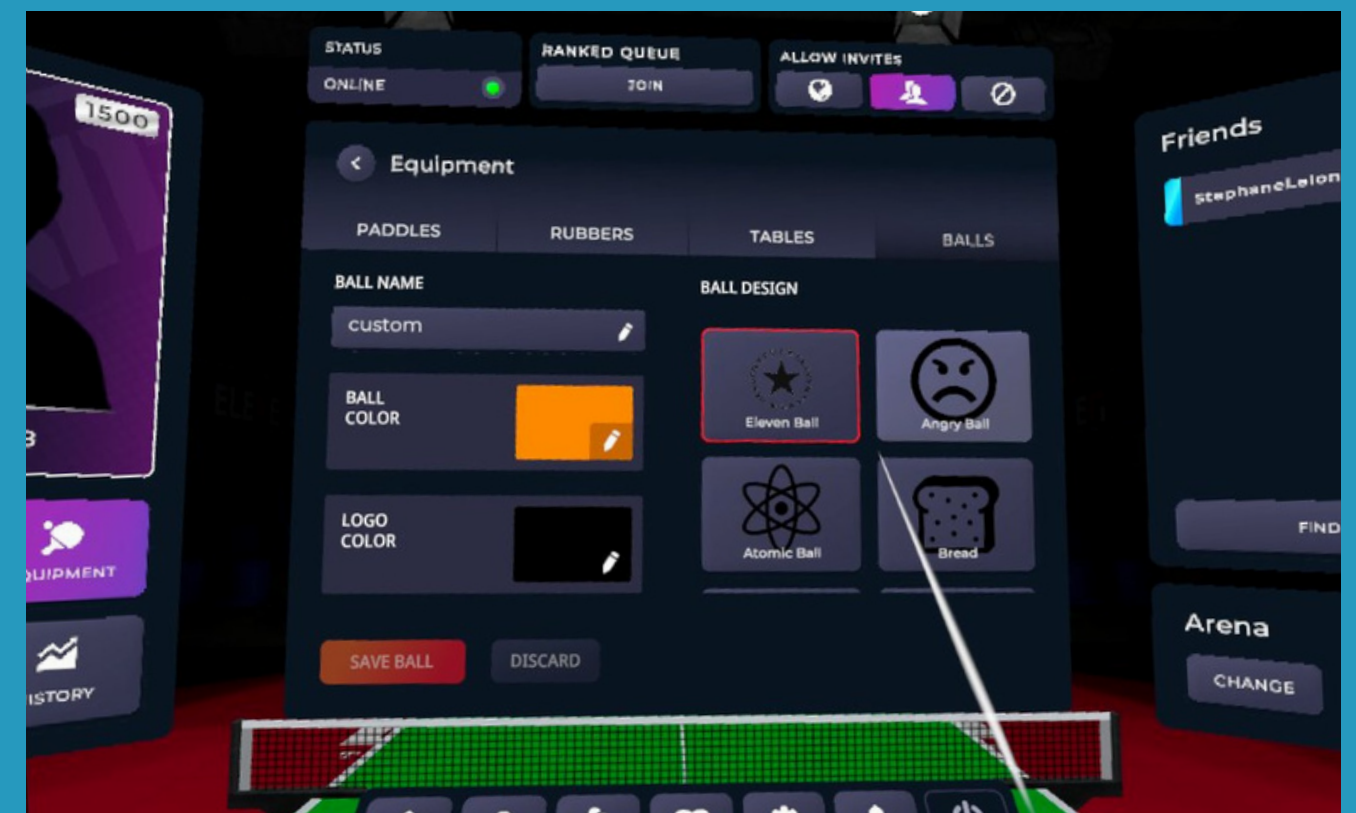 STATUS
ONLINE
RANKED QUEUE
JOIN
ALLOW INVITES
1500
Equipment
PADDLES
RUBBERS
TABLES
BALLS
BALL NAME
custom
BALL
COLOR
LOGO
COLOR
BALL DESIGN
Eleven Ball
Angry Ball
Atomic Ball
Bread
SAVE BALL
DISCARD
QUIPMENT
ISTORY
Friends
FIND
Arena
CHANGE